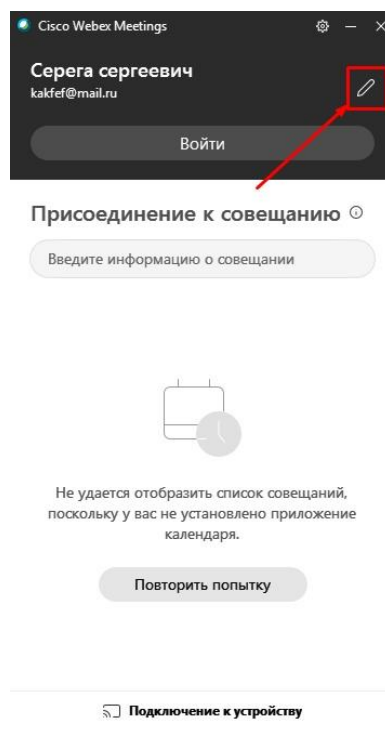 Cisco Webex Meetings
Серега сергеевич
kakfef@mail.ru
Войти
Присоединение к совещанию
Введите информацию о совещании
Не удается отобразить список совещаний,
поскольку у вас не установлено приложение
календаря.
Повторить попытку
Подключение к устройству